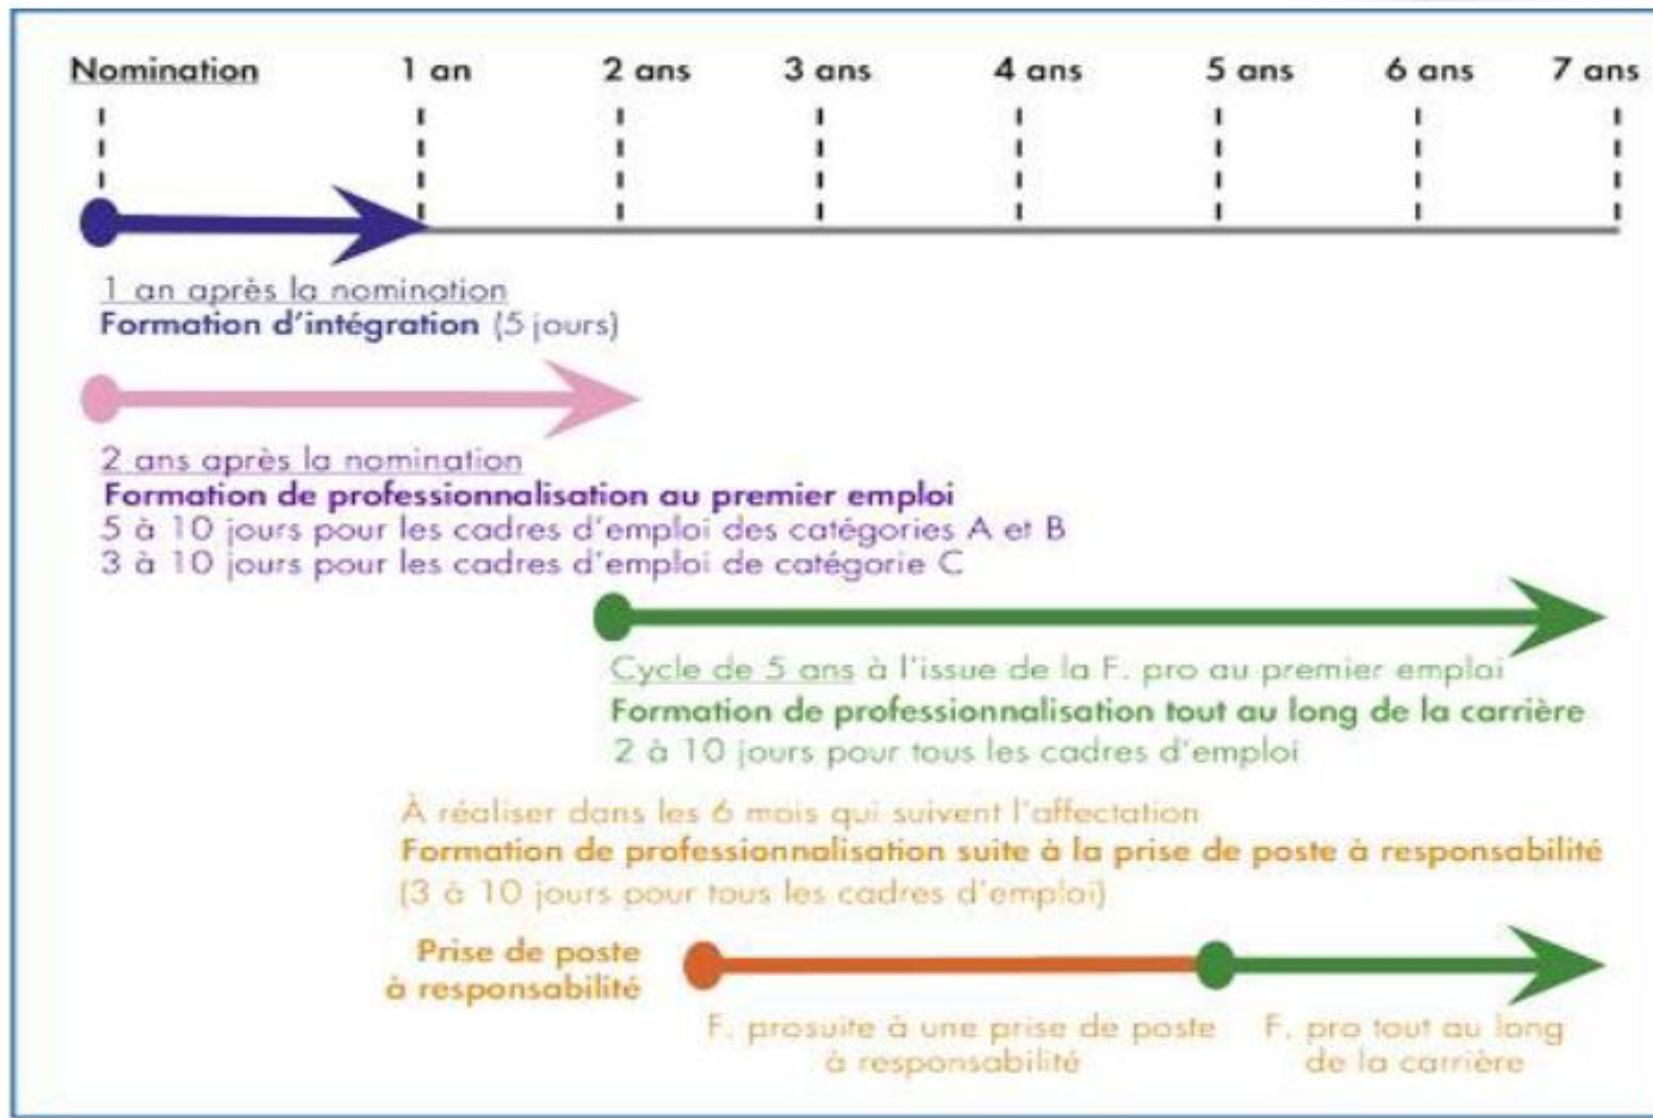 Nomination 1 an 2 ans 3 ans 4 ans 5 ans 6 ans 7 ans
1 an après la nomination
Formation d'intégration (5 jours)
2 ans après la nomination
Formation de professionnalisation au premier emploi
5 à 10 jours pour les cadres d'emploi des catégories A et B
3 à 10 jours pour les cadres d'emploi de catégorie C
Cycle de 5 ans à l'issue de la F. pro au premier emploi
Formation de professionnalisation tout au long de la carrière
2 à 10 jours pour tous les cadres d'emploi
À réaliser dans les 6 mois qui suivent l'affectation
Formation de professionnalisation suite à la prise de poste à responsabilité
(3 à 10 jours pour tous les cadres d'emploi)
Prise de poste
à responsabilité
F. prosuite à une prise de poste
à responsabilité
F. pro tout au long
de la carrière